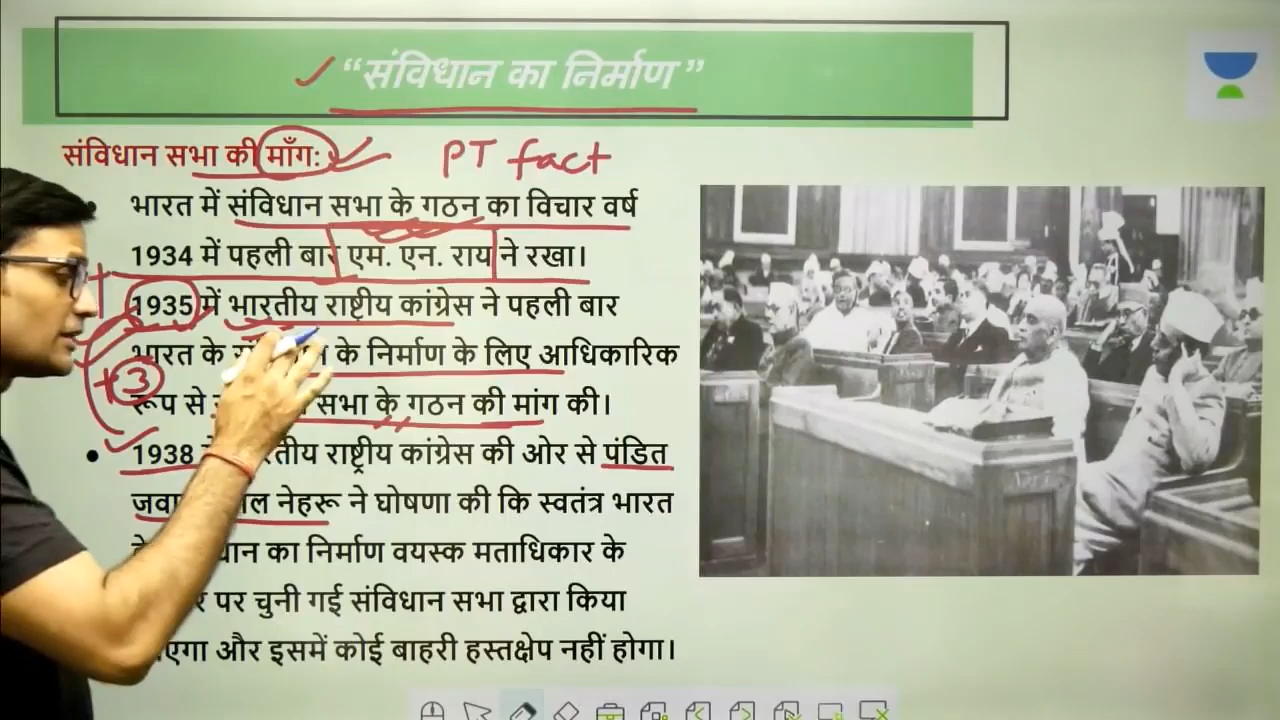 “संविधान का निर्माण”
संविधान सभा की माँग:
PT fact
भारत में संविधान सभा के गठन का विचार वर्ष
1934 में पहली बार एम. एन. राय ने रखा।
1935 में भारतीय राष्ट्रीय कांग्रेस ने पहली बार
भारत के के निर्माण के लिए आधिकारिक
+3
रूप से सभा के गठन की मांग की।
1938 राष्ट्रीय कांग्रेस की ओर से पंडित
नेहरू ने घोषणा की कि स्वतंत्र भारत
का निर्माण वयस्क मताधिकार के
पर चुनी गई संविधान सभा द्वारा किया
और इसमें कोई बाहरी हस्तक्षेप नहीं होगा।